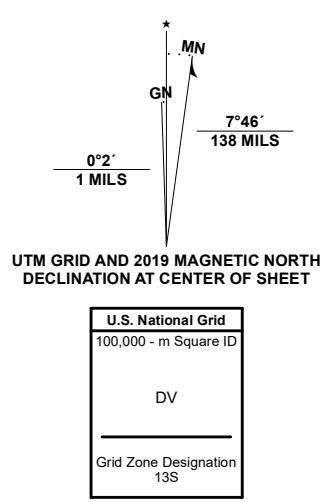 ★
MN
GN
7°46´
138 MILS
0°2´
1 MILS
UTM GRID AND 2019 MAGNETIC NORTH
DECLINATION AT CENTER OF SHEET
U.S. National Grid
100,000 - m Square ID
DV
Grid Zone Designation
13S